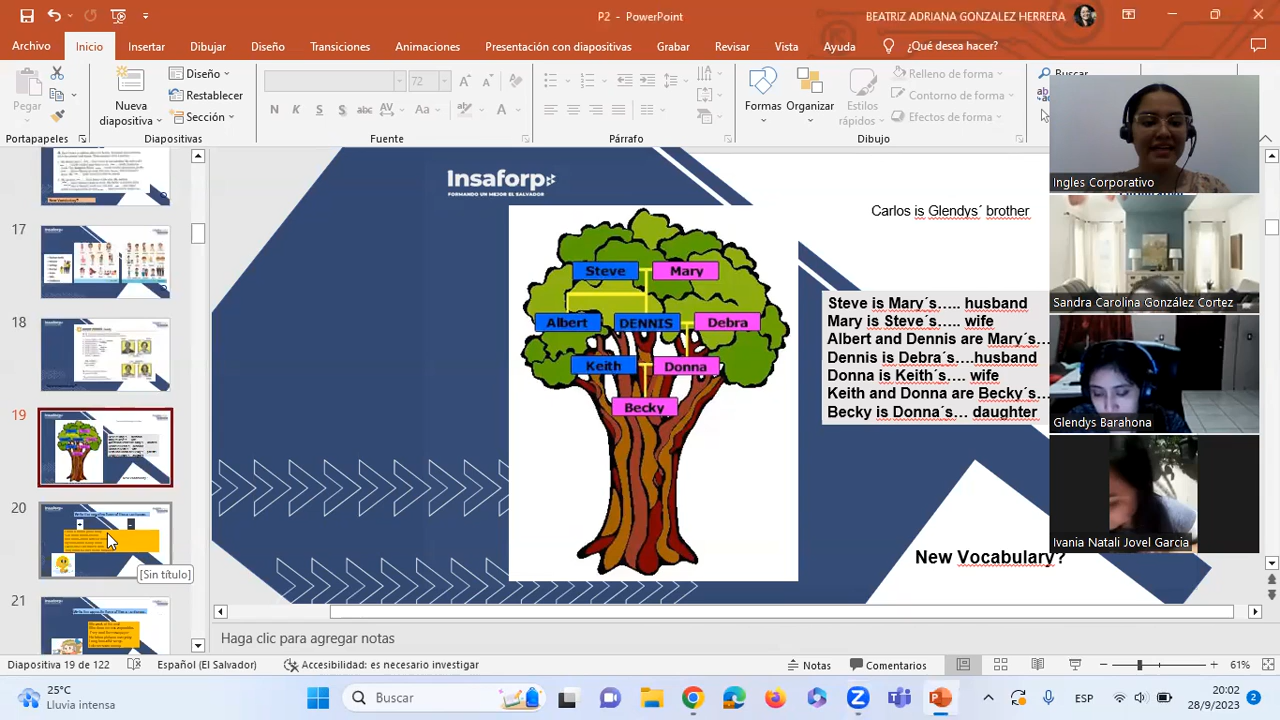 P2 - PowerPoint
BEATRIZ ADRIANA GONZALEZ HERRERA
Archivo Inicio Insertar Dibujar Diseño Transiciones Animaciones Presentación con diapositivas Grabar Revisar Vista Ayuda ¿Qué desea hacer?
Pegar
Nueva diapositiva
Diseño
Restablecer
Sección
72
N K S abc AV Aa A
Formas
Organizar
Estilos rápidos
Relleno de forma
Contorno de forma
Efectos de forma
Buscar
Portapapeles Diapositivas Fuente Párrafo Dibujo
17
18
19
20
21
[Sin título]
Insaforp
FORMANDO UN MEJOR EL SALVADOR
Steve Mary
Albert DENNIS Debra
Keith Donna
Becky
Carlos is Glendys´ brother
Steve is Mary´s….. husband
Mary is Steve´s….. wife
Albert and Dennis are Mary´s…
Dennis is Debra´s….husband
Donna is Keith´s…. wife
Keith and Donna are Becky´s…
Becky is Donna´s… daughter
New Vocabulary?
Ingles Corporativo
Sandra Carolina González Cortez
Glendys Barahona
Ivania Natali Jovel García
Haga clic para agregar notas
Diapositiva 19 de 122 Español (El Salvador) Accesibilidad: es necesario investigar Notas Comentarios 61%
25°C
Lluvia intensa
Buscar
ESP
20:02
28/9/2023
2